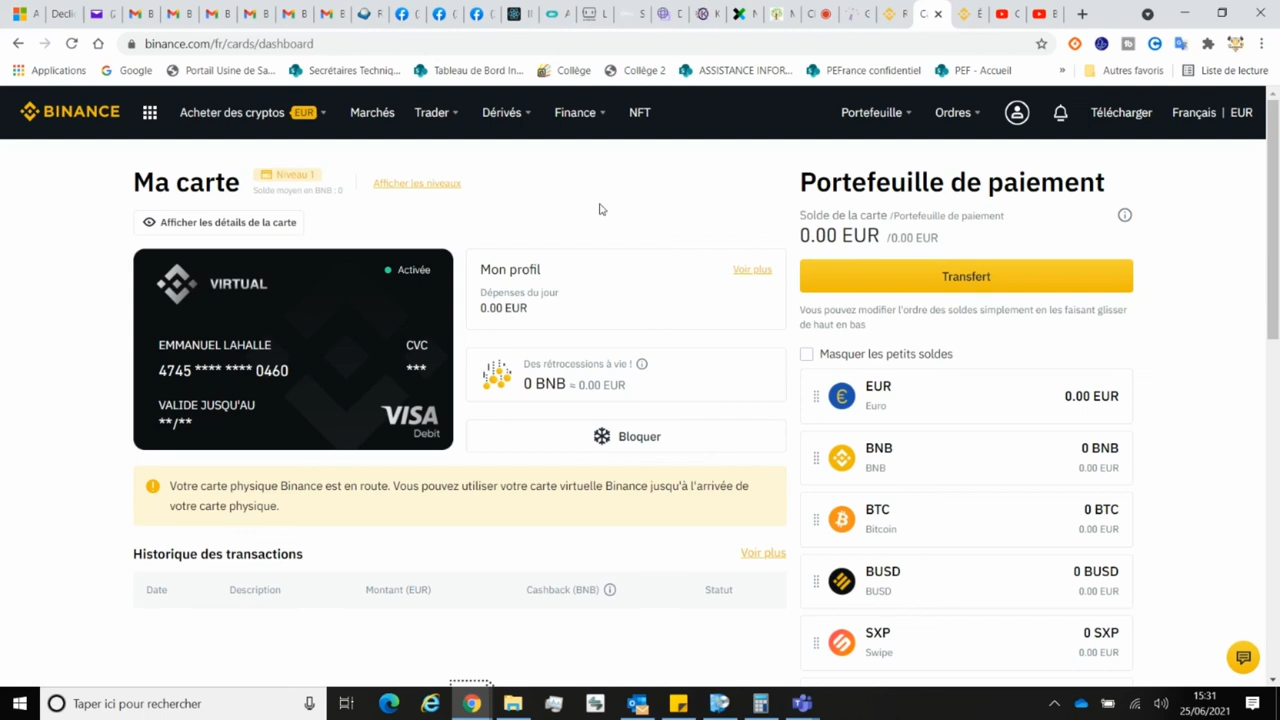 A
Decli
B
B
B
B
B
B
R
(
(
(
A
L
S
D
K
N
N
C
G
R
C
É
C
E
binance.com/fr/cards/dashboard
Applications
Google
Portail Usine de Sa...
Secrétaires Techniq...
Tableau de Bord In...
Collège
Collège 2
ASSISTANCE INFOR...
PEFrance confidentiel
PEF - Accueil
»
Autres favoris
Liste de lecture
BINANCE
Acheter des cryptos EUR
Marchés
Trader
Dérivés
Finance
NFT
Portefeuille
Ordres
Télécharger
Français | EUR
Ma carte
Niveau 1
Solde moyen en BNB : 0
Afficher les niveaux
Afficher les détails de la carte
VIRTUAL
Activée
EMMANUEL LAHALLE
CVC
4745 **** **** 0460
***
VALIDE JUSQU'AU
**/**
VISA
Debit
Mon profil
Voir plus
Dépenses du jour
0.00 EUR
Des rétrocessions à vie !
0 BNB ≈ 0.00 EUR
Bloquer
Votre carte physique Binance est en route. Vous pouvez utiliser votre carte virtuelle Binance jusqu'à l'arrivée de
votre carte physique.
Historique des transactions
Voir plus
Date
Description
Montant (EUR)
Cashback (BNB)
Statut
Portefeuille de paiement
Solde de la carte /Portefeuille de paiement
0.00 EUR /0.00 EUR
Transfert
Vous pouvez modifier l'ordre des soldes simplement en les faisant glisser
de haut en bas
Masquer les petits soldes
EUR
0.00 EUR
Euro
BNB
0 BNB
BNB
0.00 EUR
BTC
0 BTC
Bitcoin
0.00 EUR
BUSD
0 BUSD
BUSD
0.00 EUR
SXP
0 SXP
Swipe
0.00 EUR
Taper ici pour rechercher
15:31
25/06/2021